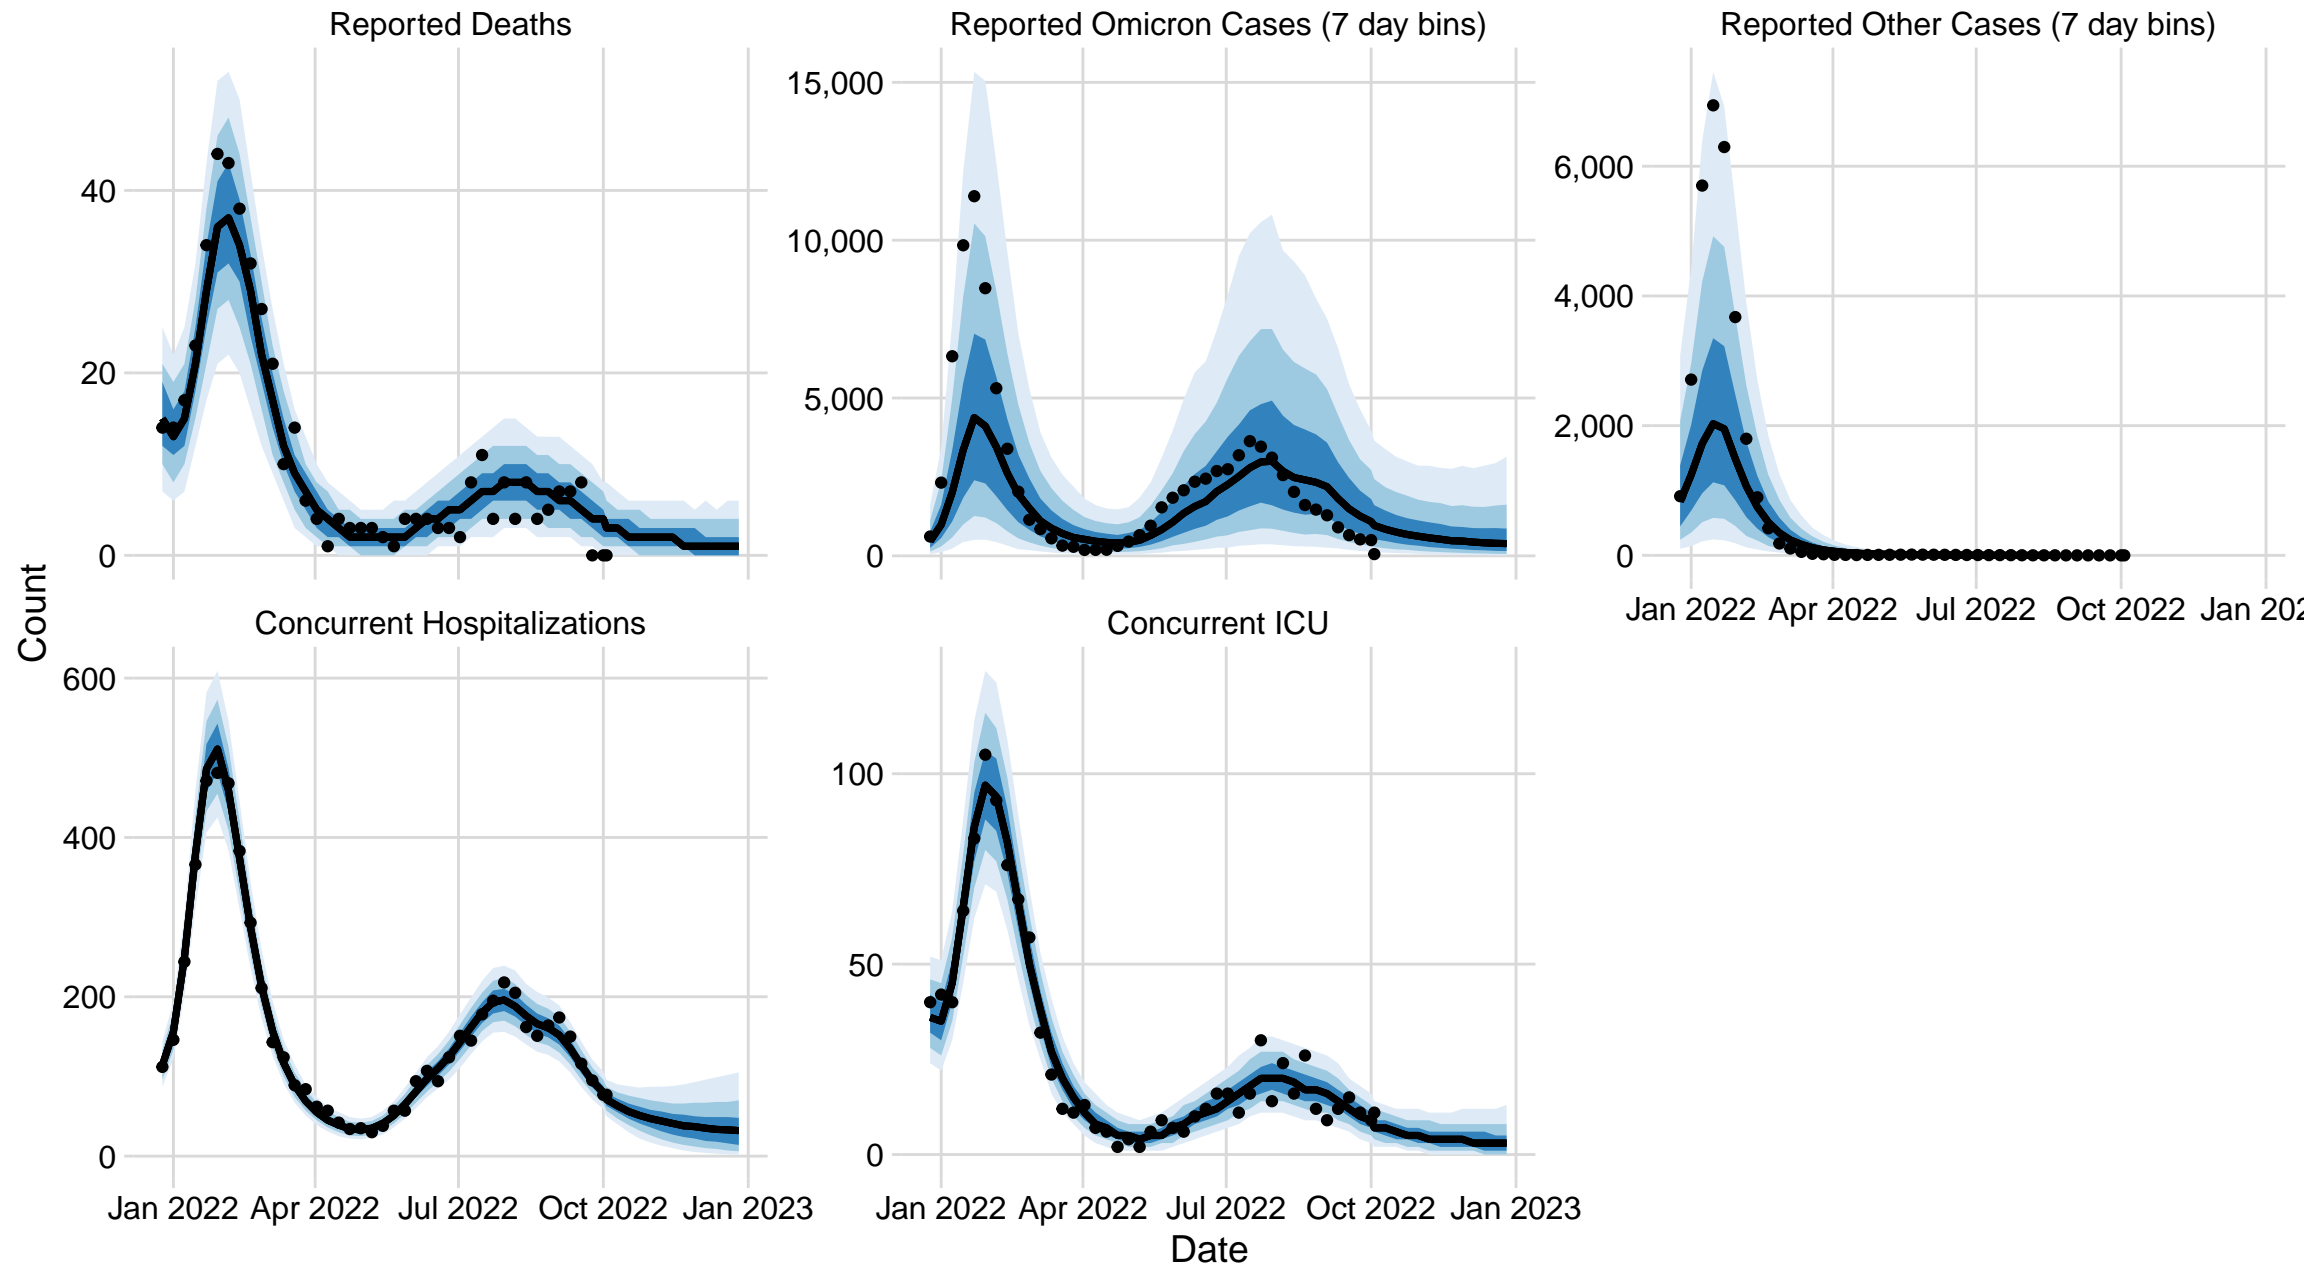 Reported Deaths
Reported Omicron Cases (7 day bins)
Reported Other Cases (7 day bins)
40
20
0
15,000
10,000
5,000
0
6,000
4,000
2,000
0
Jan 2022 Apr 2022 Jul 2022 Oct 2022 Jan 202
Count
Concurrent Hospitalizations
Concurrent ICU
600
400
200
0
100
50
0
Jan 2022 Apr 2022 Jul 2022 Oct 2022 Jan 2023
Jan 2022 Apr 2022 Jul 2022 Oct 2022 Jan 2023
Date